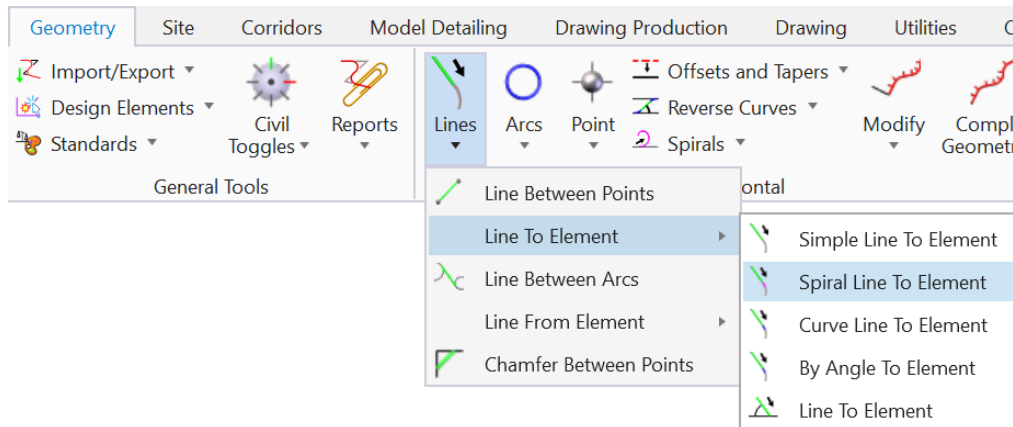 Geometry Site Corridors Model Detailing Drawing Production Drawing Utilities
Import/Export
Design Elements
Standards
Civil
Toggles
Reports
General Tools
Lines
Arcs
Point
Offsets and Tapers
Reverse Curves
Spirals
Modify
Line Between Points
Line To Element
Line Between Arcs
Line From Element
Chamfer Between Points
Simple Line To Element
Spiral Line To Element
Curve Line To Element
By Angle To Element
Line To Element